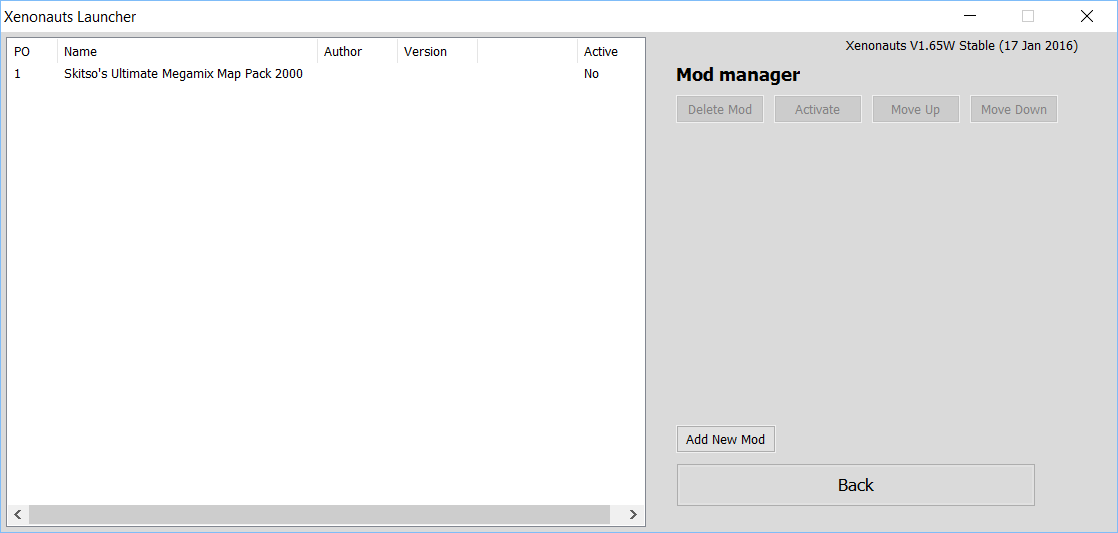 Xenonauts Launcher
PO Name Author Version Active
1 Skitso's Ultimate Megamix Map Pack 2000 No
Xenonauts V1.65W Stable (17 Jan 2016)
Mod manager
Delete Mod Activate Move Up Move Down
Add New Mod
Back